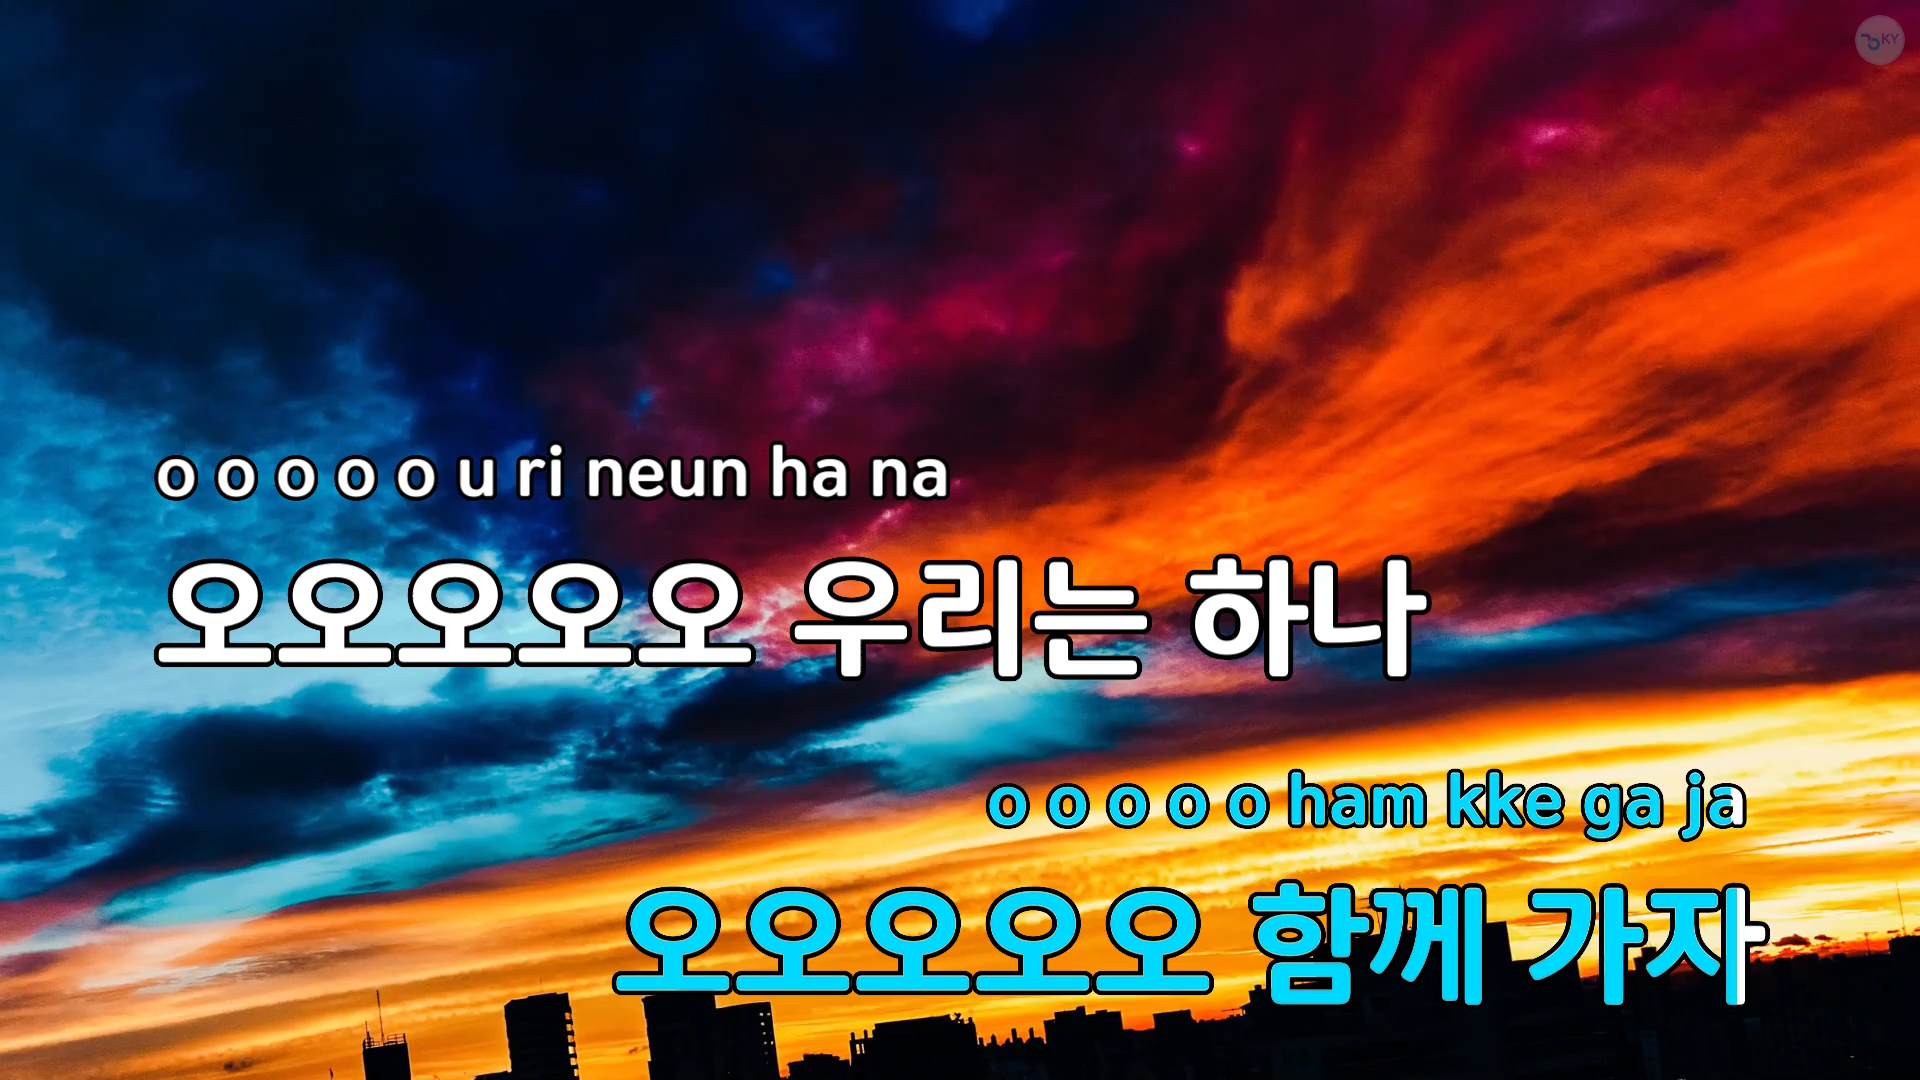 KY
o o o o o u ri neun ha na
오오오오오 우리는 하나
o o o o o ham kke ga ja
오오오오오 함께 가자